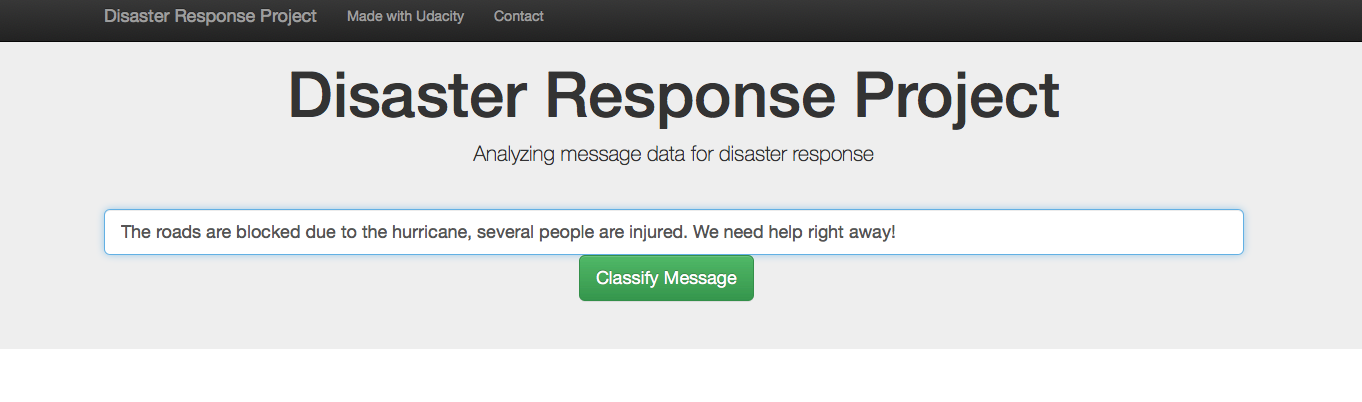 Disaster Response Project Made with Udacity Contact
Disaster Response Project
Analyzing message data for disaster response
The roads are blocked due to the hurricane, several people are injured. We need help right away!
Classify Message